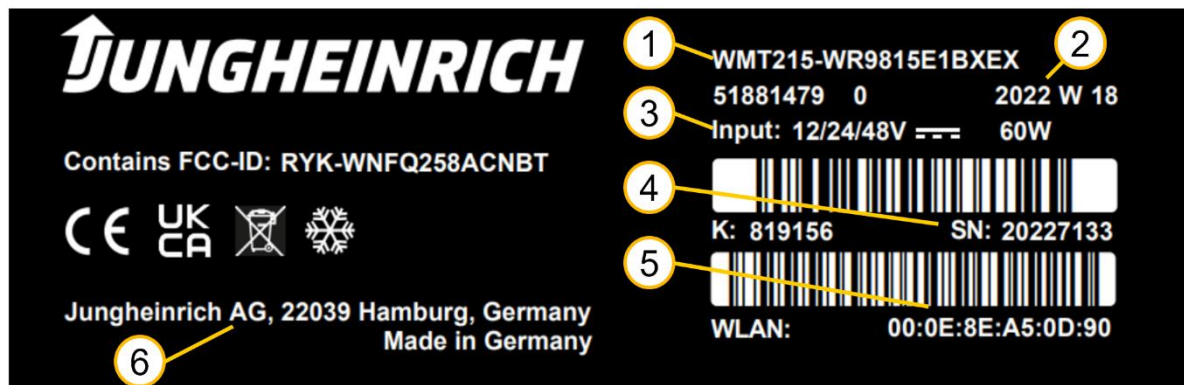 JUNGHEINRICH
Contains FCC-ID: RYK-WNFQ258ACNBT
CE UK CA
Jungheinrich AG, 22039 Hamburg, Germany
Made in Germany
6
1
WMT215-WR9815E1BXEX
2
51881479 0 2022 W 18
3
Input: 12/24/48V 60W
4
K: 819156 SN: 20227133
5
WLAN: 00:0E:8E:A5:0D:90